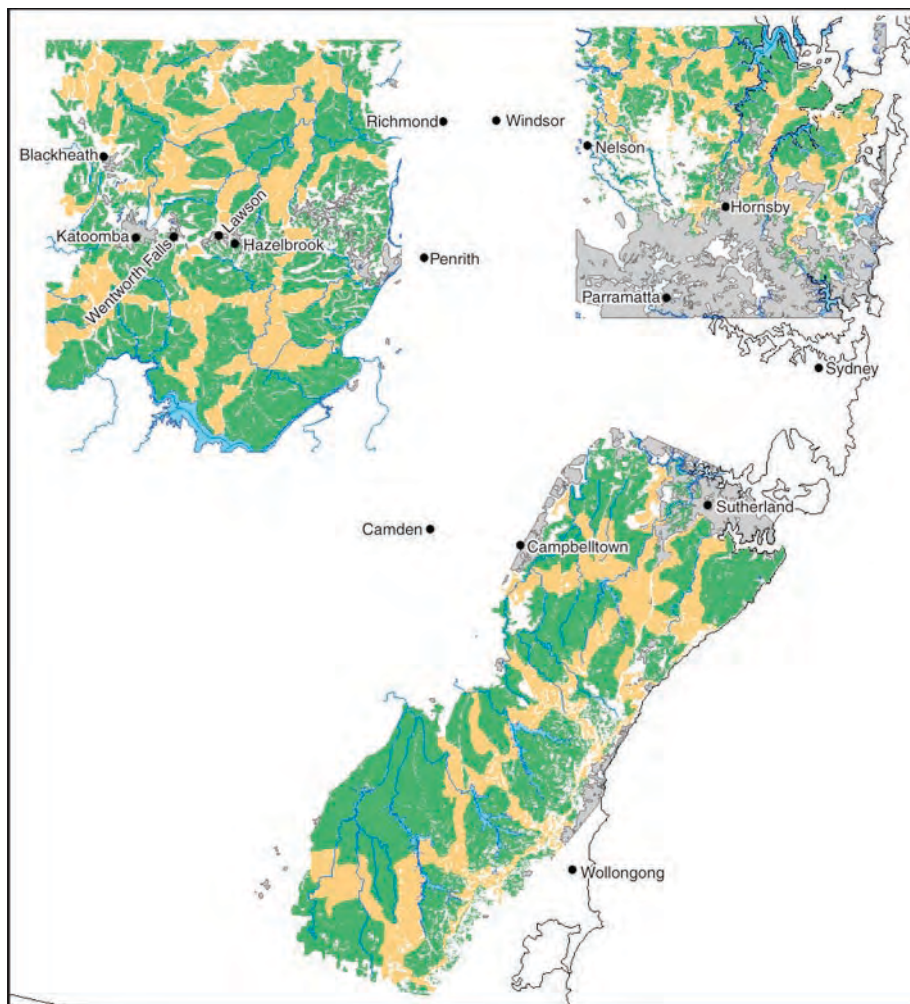 Richmond
Windsor
Nelson
Blackheath
Hornsby
Lawson
Katoomba
Hazelbrook
Wentworth Falls
Penrith
Parramatta
Sydney
Sutherland
Camden
Campbelltown
Wollongong